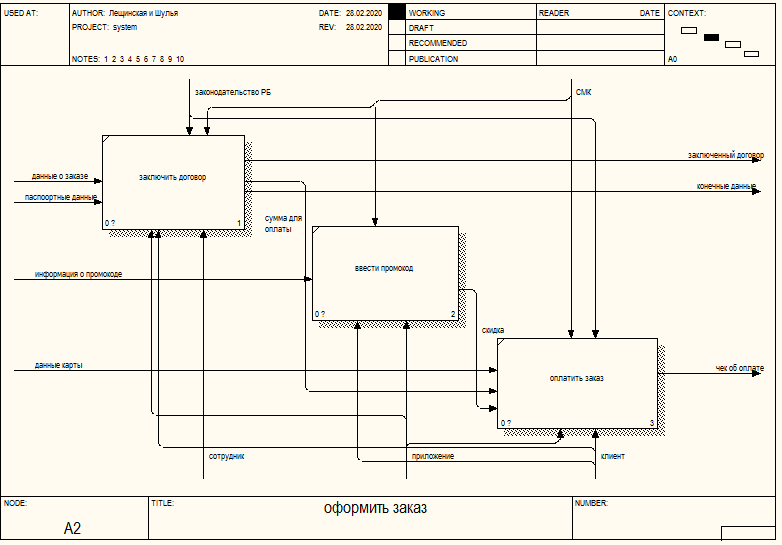 USED AT:
AUTHOR: Лещинская и Шулья
DATE: 28.02.2020
PROJECT: system
REV: 28.02.2020
NOTES: 1 2 3 4 5 6 7 8 9 10
WORKING
DRAFT
RECOMMENDED
PUBLICATION
READER
DATE
CONTEXT:
A0
законодательство РБ
СМК
данные о заказе
паспортные данные
заключить договор
0 ?
1
заключенный договор
конечные данные
сумма для
оплаты
информация о промокоде
ввести промокод
0 ?
2
скидка
данные карты
оплатить заказ
0 ?
3
чек об оплате
сотрудник
приложение
клиент
NODE:
A2
TITLE:
оформить заказ
NUMBER: